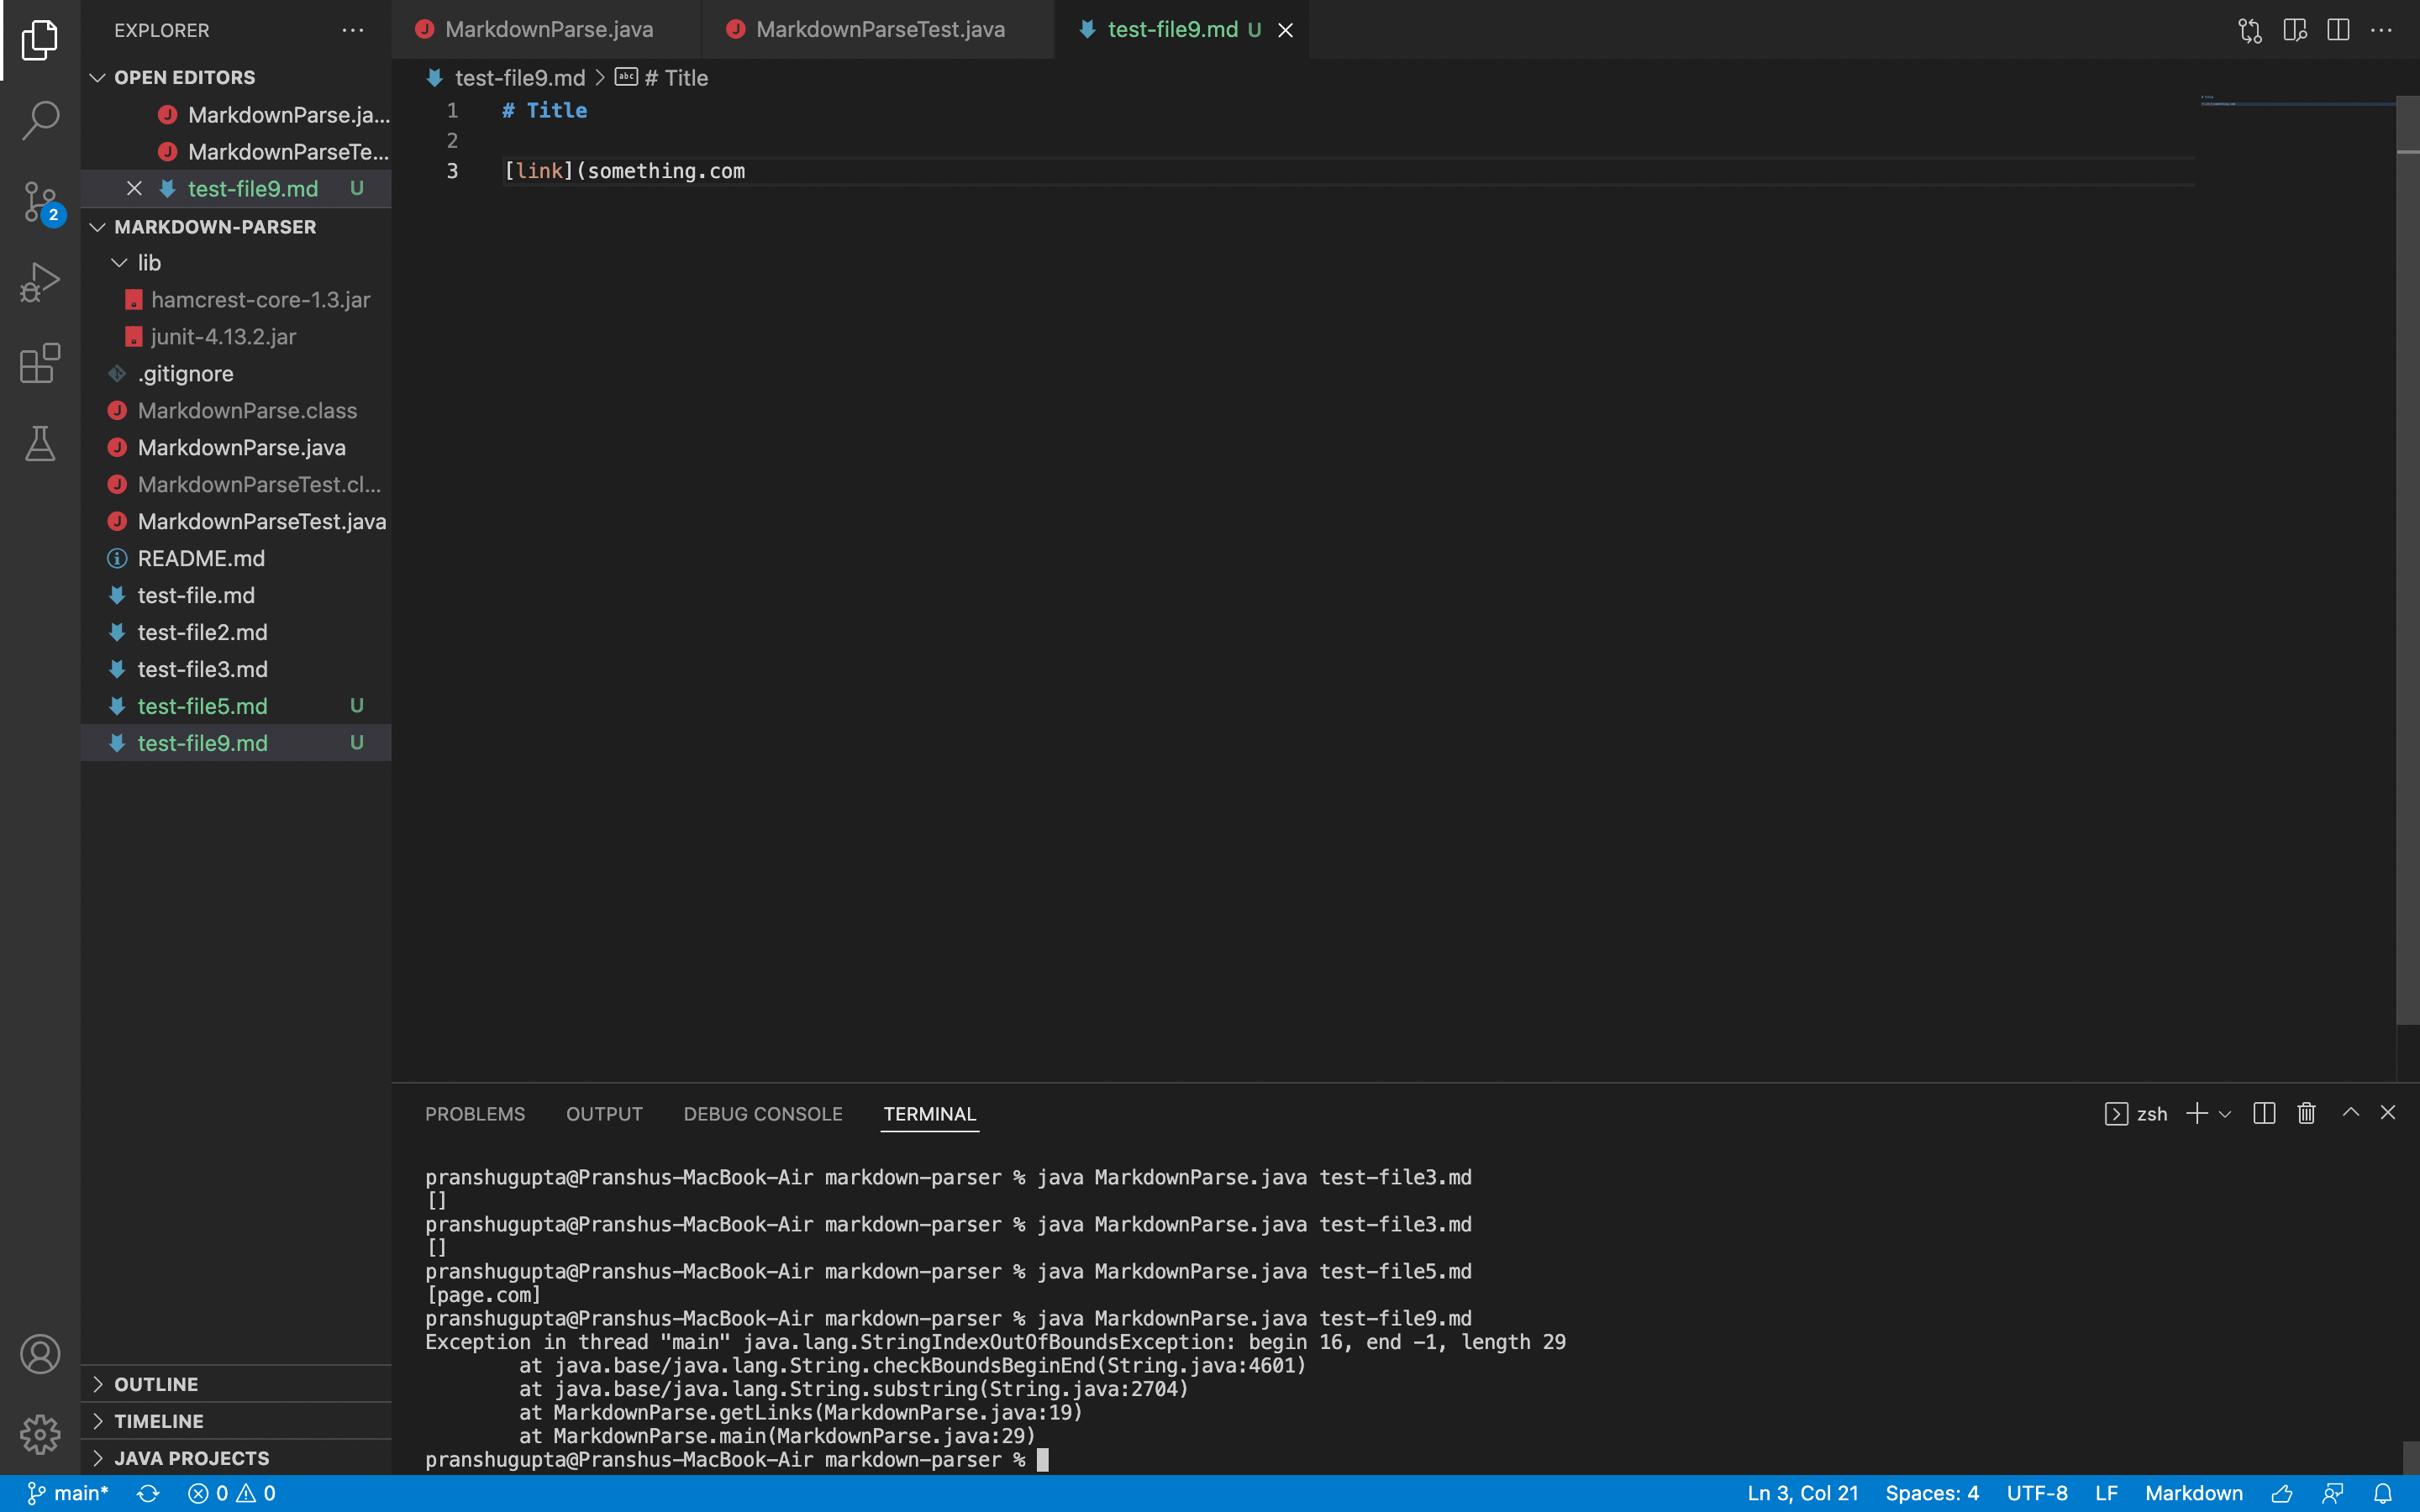 EXPLORER
OPEN EDITORS
MarkdownParse.ja...
MarkdownParseTe...
test-file9.md U
MARKDOWN-PARSER
lib
hamcrest-core-1.3.jar
junit-4.13.2.jar
.gitignore
MarkdownParse.class
MarkdownParse.java
MarkdownParseTest.cl...
MarkdownParseTest.java
README.md
test-file.md
test-file2.md
test-file3.md
test-file5.md U
test-file9.md U
OUTLINE
TIMELINE
JAVA PROJECTS
2
MarkdownParse.java MarkdownParseTest.java test-file9.md U
test-file9.md > abc # Title
1 # Title
2
3 [link](something.com
PROBLEMS OUTPUT DEBUG CONSOLE TERMINAL zsh
pranshugupta@Pranshus-MacBook-Air markdown-parser % java MarkdownParse.java test-file3.md
[]
pranshugupta@Pranshus-MacBook-Air markdown-parser % java MarkdownParse.java test-file3.md
[]
pranshugupta@Pranshus-MacBook-Air markdown-parser % java MarkdownParse.java test-file5.md
[page.com]
pranshugupta@Pranshus-MacBook-Air markdown-parser % java MarkdownParse.java test-file9.md
Exception in thread "main" java.lang.StringIndexOutOfBoundsException: begin 16, end -1, length 29
at java.base/java.lang.String.checkBoundsBeginEnd(String.java:4601)
at java.base/java.lang.String.substring(String.java:2704)
at MarkdownParse.getLinks(MarkdownParse.java:19)
at MarkdownParse.main(MarkdownParse.java:29)
pranshugupta@Pranshus-MacBook-Air markdown-parser %
main* 0 0 Ln 3, Col 21 Spaces: 4 UTF-8 LF Markdown